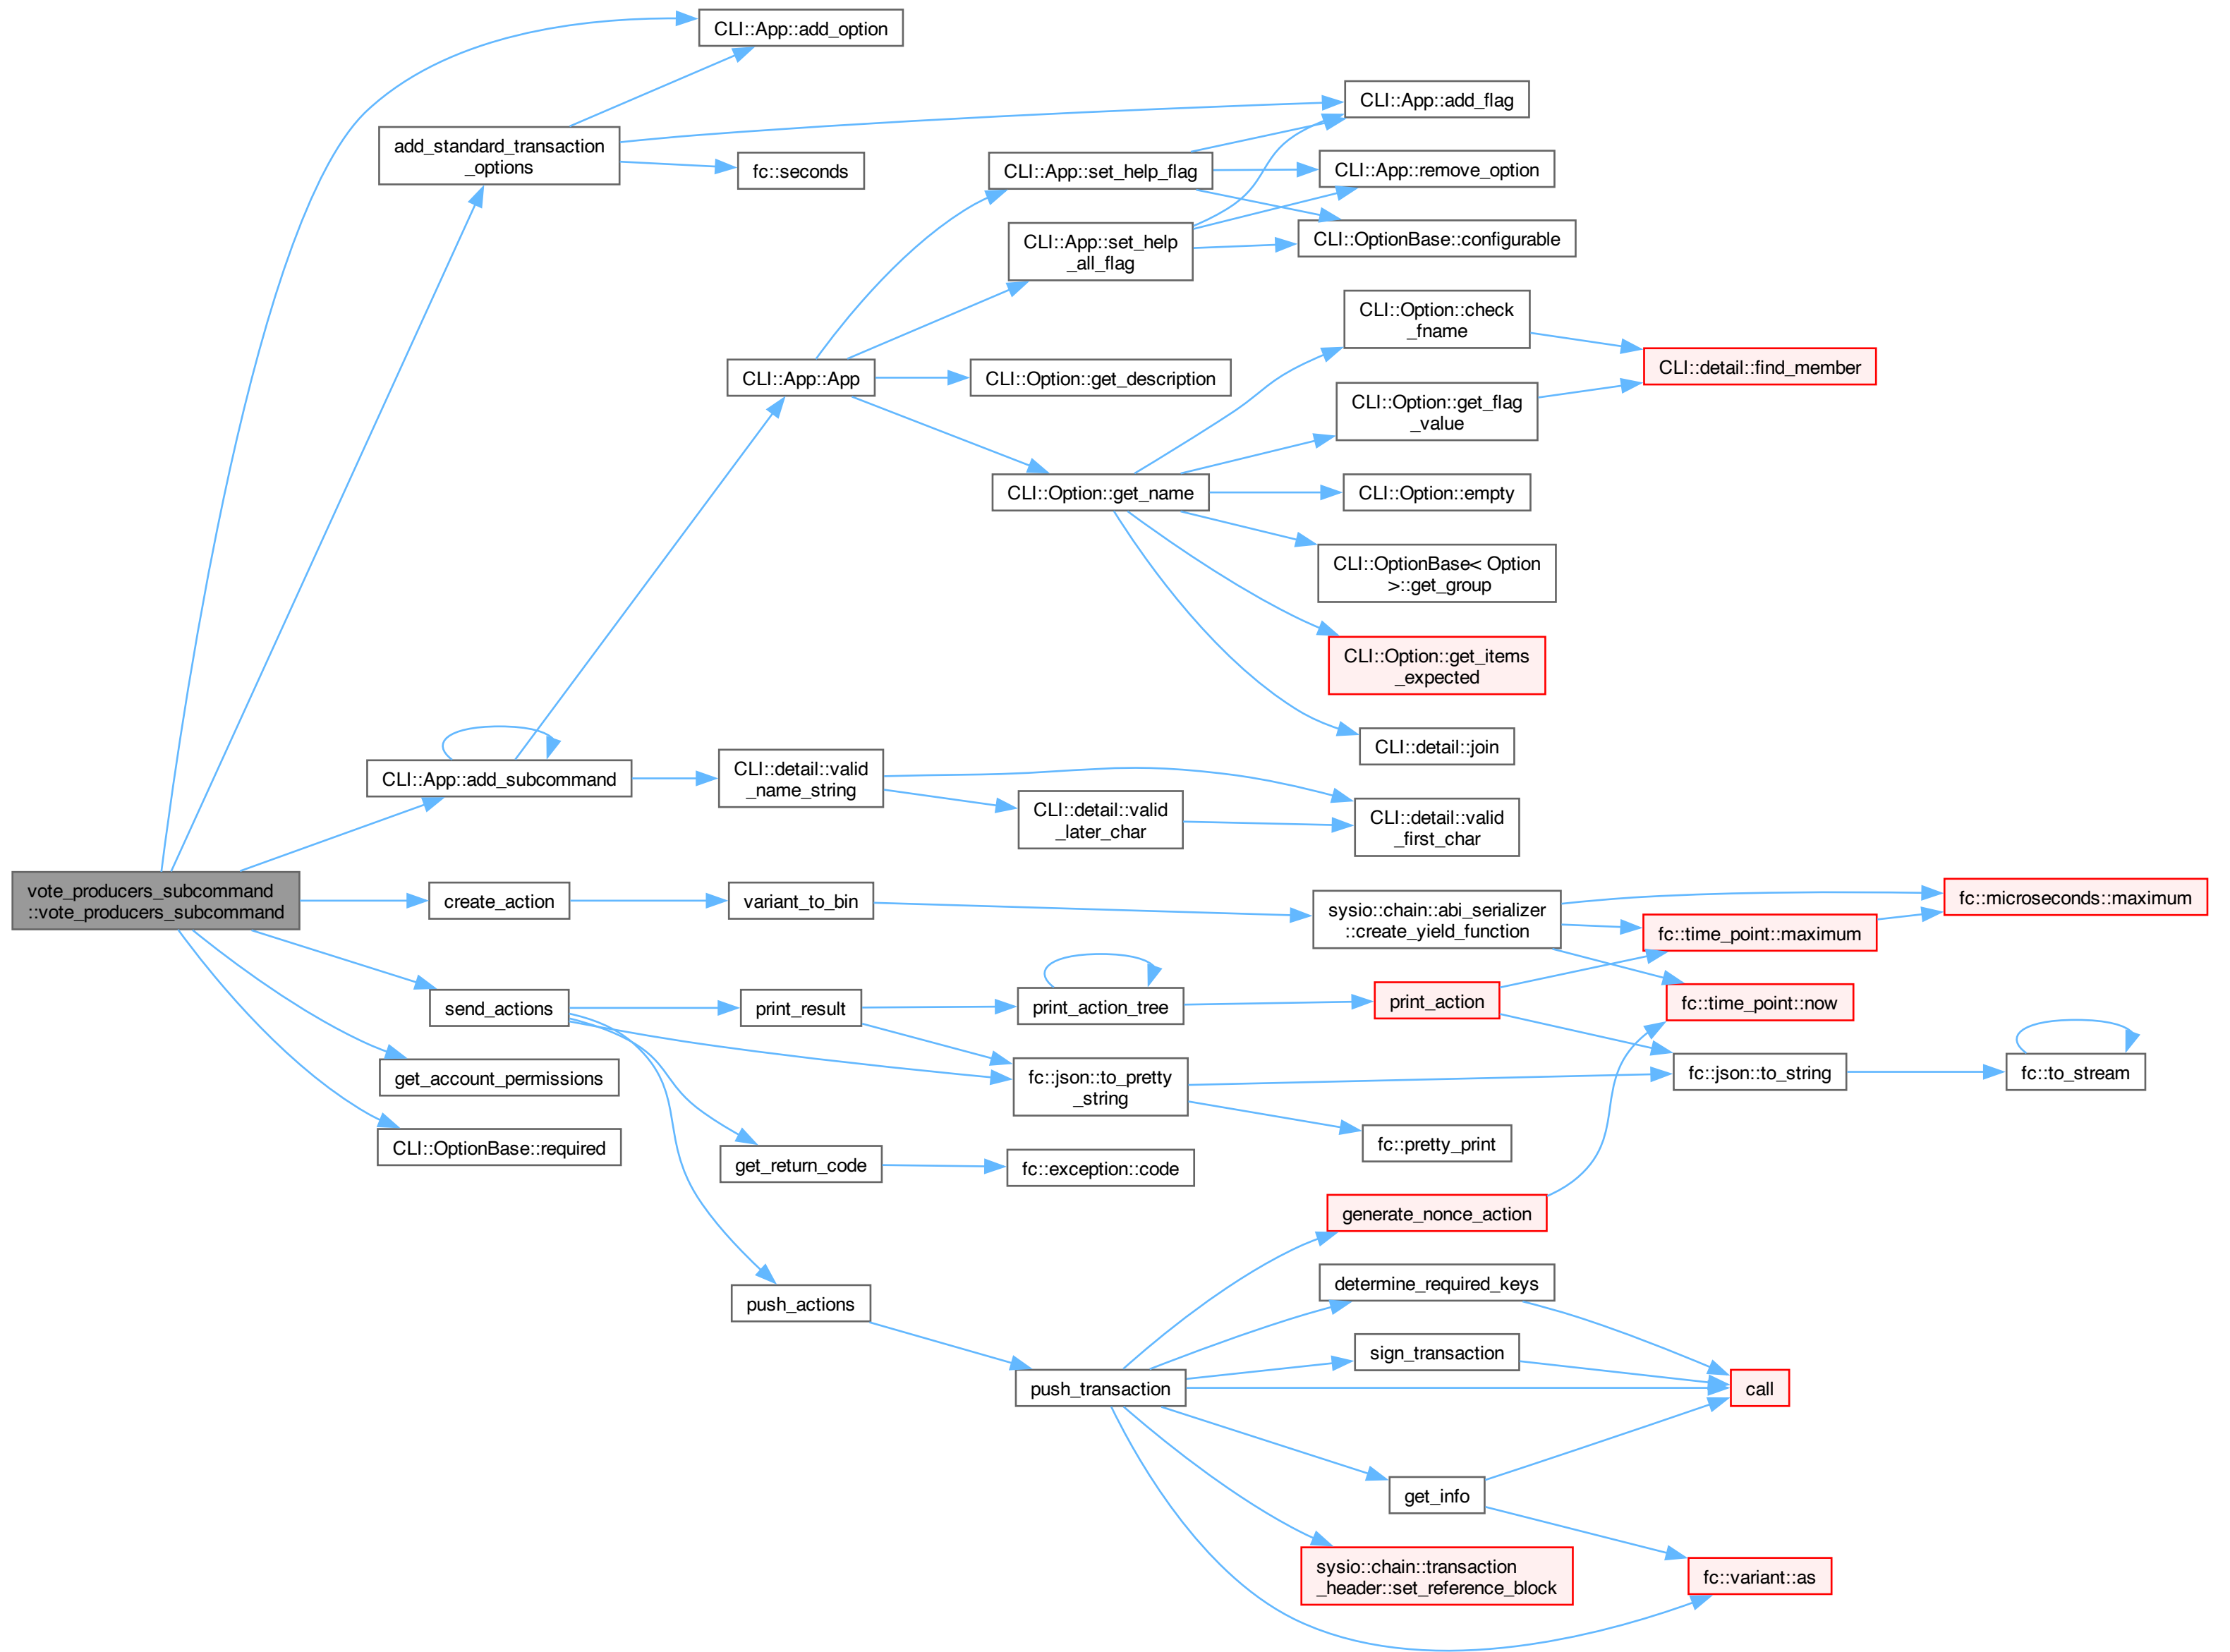 CLI::App::add_option
CLI::App::add_flag
add_standard_transaction
_options
fc::seconds
CLI::App::set_help_flag
CLI::App::remove_option
CLI::App::set_help
_all_flag
CLI::OptionBase::configurable
CLI::Option::check
_fname
CLI::App::App
CLI::Option::get_description
CLI::detail::find_member
CLI::Option::get_flag
_value
CLI::Option::get_name
CLI::Option::empty
CLI::OptionBase< Option
>::get_group
CLI::Option::get_items
_expected
CLI::detail::join
CLI::App::add_subcommand
CLI::detail::valid
_name_string
CLI::detail::valid
_later_char
CLI::detail::valid
_first_char
vote_producers_subcommand
::vote_producers_subcommand
create_action
variant_to_bin
sysio::chain::abi_serializer
::create_yield_function
fc::microseconds::maximum
fc::time_point::maximum
send_actions
print_result
print_action_tree
print_action
fc::time_point::now
get_account_permissions
fc::json::to_pretty
_string
fc::json::to_string
fc::to_stream
CLI::OptionBase::required
fc::pretty_print
get_return_code
fc::exception::code
generate_nonce_action
determine_required_keys
push_actions
sign_transaction
push_transaction
call
get_info
sysio::chain::transaction
_header::set_reference_block
fc::variant::as